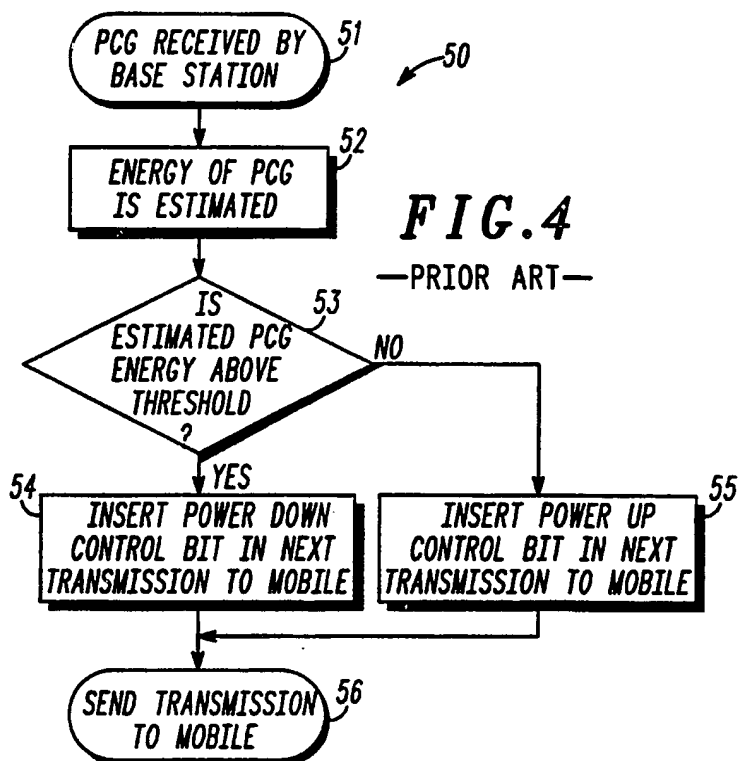 PCG RECEIVED BY
BASE STATION
51
50
52
ENERGY OF PCG
IS ESTIMATED
FIG.4
—PRIOR ART—
53
IS
ESTIMATED PCG
ENERGY ABOVE
THRESHOLD
?
NO
YES
54
INSERT POWER DOWN
CONTROL BIT IN NEXT
TRANSMISSION TO MOBILE
55
INSERT POWER UP
CONTROL BIT IN NEXT
TRANSMISSION TO MOBILE
SEND TRANSMISSION
TO MOBILE
56